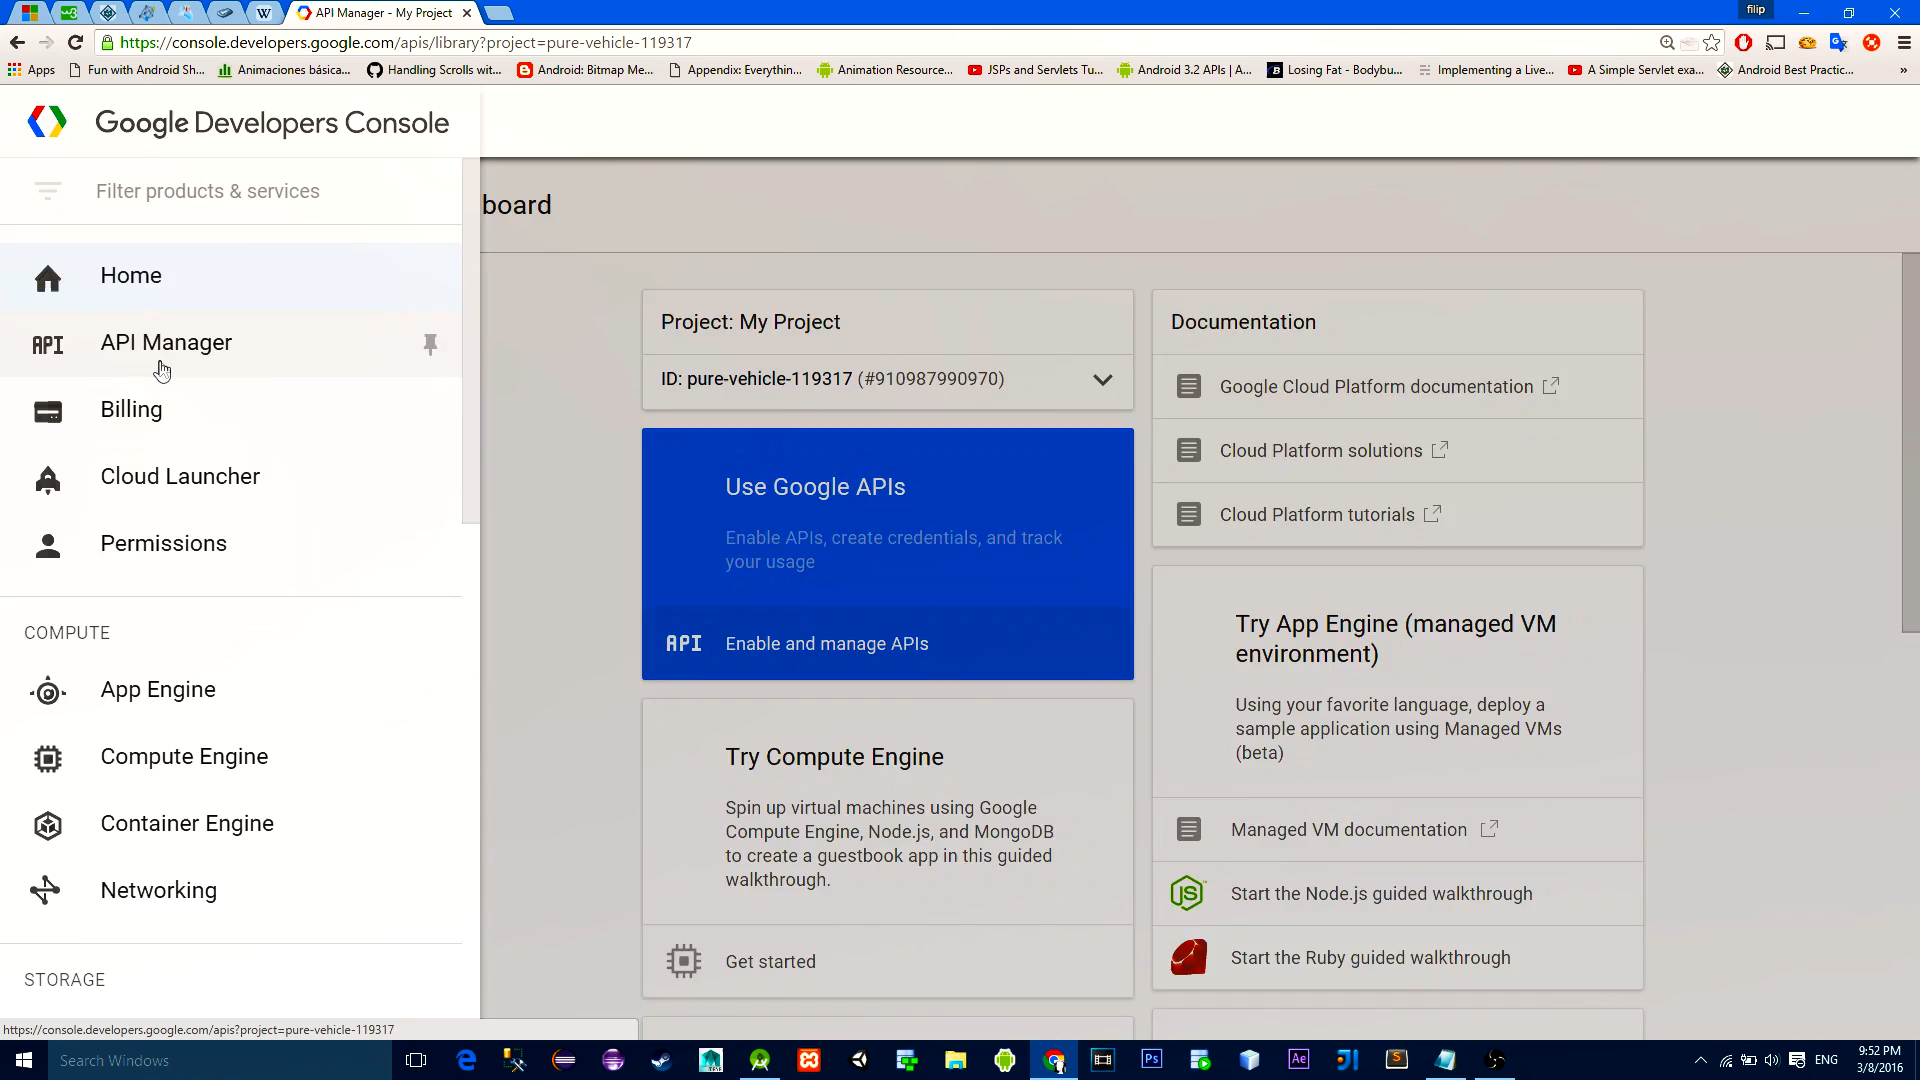 API Manager - My Project
filip
https://console.developers.google.com/apis/library?project=pure-vehicle-119317
Apps
Fun with Android Sh...
Animaciones básica...
Handling Scrolls wit...
Android: Bitmap Me...
Appendix: Everythin...
Animation Resource...
JSPs and Servlets Tu...
Android 3.2 APIs | A...
Losing Fat - Bodybu...
Implementing a Live...
A Simple Servlet exa...
Android Best Practic...
»
Google Developers Console
Filter products & services
Home
API API Manager
Billing
Cloud Launcher
Permissions
COMPUTE
App Engine
Compute Engine
Container Engine
Networking
STORAGE
https://console.developers.google.com/apis?project=pure-vehicle-119317
board
Project: My Project
ID: pure-vehicle-119317 (#910987990970)
Use Google APIs
Enable APIs, create credentials, and track
your usage
API Enable and manage APIs
Try Compute Engine
Spin up virtual machines using Google
Compute Engine, Node.js, and MongoDB
to create a guestbook app in this guided
walkthrough.
Get started
Documentation
Google Cloud Platform documentation
Cloud Platform solutions
Cloud Platform tutorials
Try App Engine (managed VM
environment)
Using your favorite language, deploy a
sample application using Managed VMs
(beta)
Managed VM documentation
Start the Node.js guided walkthrough
Start the Ruby guided walkthrough
Search Windows
ENG
9:52 PM
3/8/2016